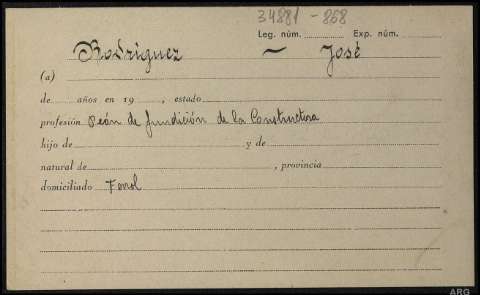 34881 - 868
Leg. núm. Exp. núm.
Rodríguez ~ José
(a)
de años en 19 , estado
profesión Peón de fundición de la Constructora
hijo de y de
natural de , provincia
domiciliado Ferrol
ARG